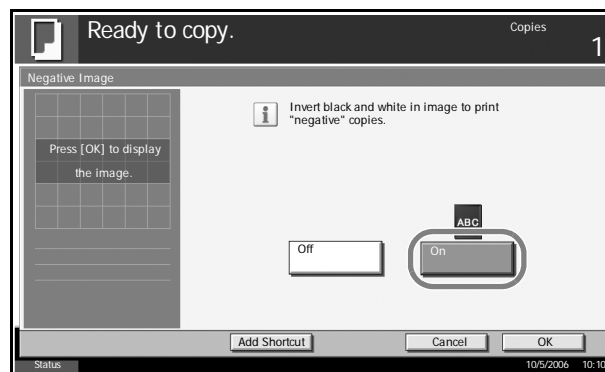 Ready to copy.
Copies
1
Negative Image
Invert black and white in image to print
"negative" copies.
Press [OK] to display
the image.
ABC
Off
On
Add Shortcut
Cancel
OK
Status
10/5/2006 10:10